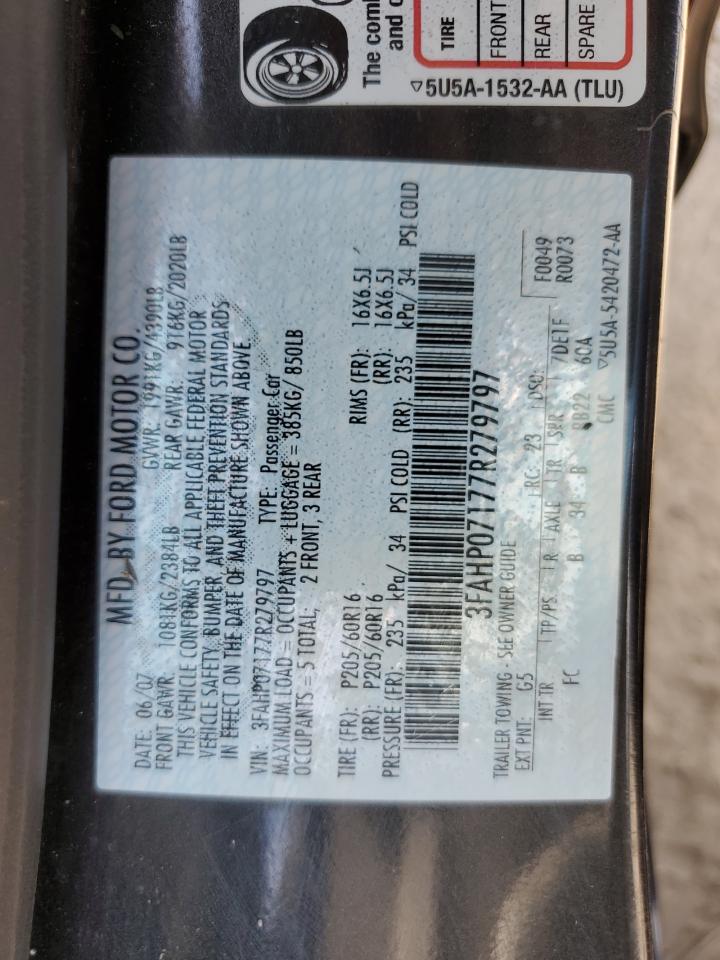 MFD. BY FORD MOTOR CO.
DATE: 06/07 GVWR: 1991KG/4390LB
FRONT GAWR: 1081KG/2384LB REAR GAWR: 976KG/2020LB
THIS VEHICLE CONFORMS TO ALL APPLICABLE FEDERAL MOTOR
VEHICLE SAFETY, BUMPER, AND THEFT PREVENTION STANDARDS
IN EFFECT ON THE DATE OF MANUFACTURE SHOWN ABOVE
VIN: 3FAHP07177R279797 TYPE: Passenger Car
MAXIMUM LOAD = OCCUPANTS + LUGGAGE = 385KG/ 850LB
OCCUPANTS = 5 TOTAL, 2 FRONT, 3 REAR
TIRE (FR): P205/60R16 RIMS (FR): 16X6.5J
(RR): P205/60R16 (RR): 16X6.5J
PRESSURE (FR): 235 kPa/ 34 PSI COLD (RR): 235 kPa/ 34 PSI COLD
3FAHP07177R279797
TRAILER TOWING - SEE OWNER GUIDE F0049
EXT PNT: G5 RC: 23 DSO: R0073
INT TR TP/PS R AXLE TR SPR 7DE1F
FC B 34 B BB22 6CA
CMC ▽5U5A-5420472-AA
The comb
and c
TIRE
FRONT
REAR
SPARE
▽5U5A-1532-AA (TLU)